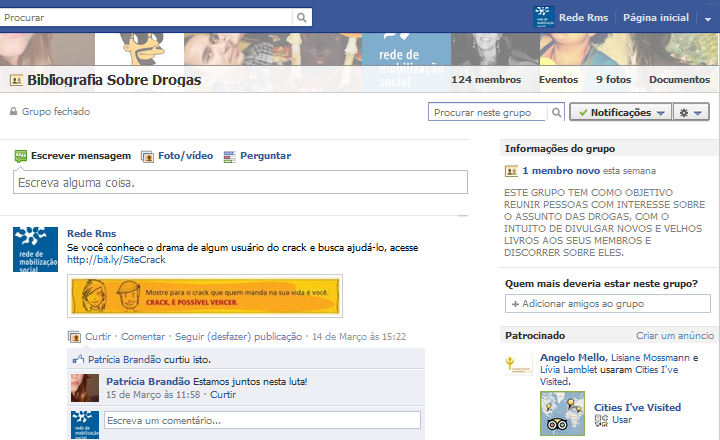 Procurar
Rede Rms
Página inicial
rede de
mobilização
social
Bibliografia Sobre Drogas
124 membros
Eventos
9 fotos
Documentos
Grupo fechado
Procurar neste grupo
Notificações
Escrever mensagem
Foto/vídeo
Perguntar
Escreva alguma coisa.
Informações do grupo
1 membro novo esta semana
ESTE GRUPO TEM COMO OBJETIVO
REUNIR PESSOAS COM INTERESSE SOBRE
O ASSUNTO DAS DROGAS, COM O
INTUITO DE DIVULGAR NOVOS E VELHOS
LIVROS AOS SEUS MEMBROS E
DISCORRER SOBRE ELES.
Quem mais deveria estar neste grupo?
+ Adicionar amigos ao grupo
Patrocinado
Criar um anúncio
Angelo Mello, Lisiane Mossmann e
Lívia Lamblet usaram Cities I've
Visited.
Cities I've Visited
Usar
rede de
mobilização
social
Rede Rms
Se você conhece o drama de algum usuário do crack e busca ajudá-lo, acesse
http://bit.ly/SiteCrack
Mostre para o crack que quem manda na sua vida é você.
CRACK, É POSSÍVEL VENCER.
Curtir · Comentar · Seguir (desfazer) publicação · 14 de Março às 15:22
Patrícia Brandão curtiu isto.
Patrícia Brandão Estamos juntos nesta luta!
15 de Março às 11:58 · Curtir
rede de
mobilização
social
Escreva um comentário...